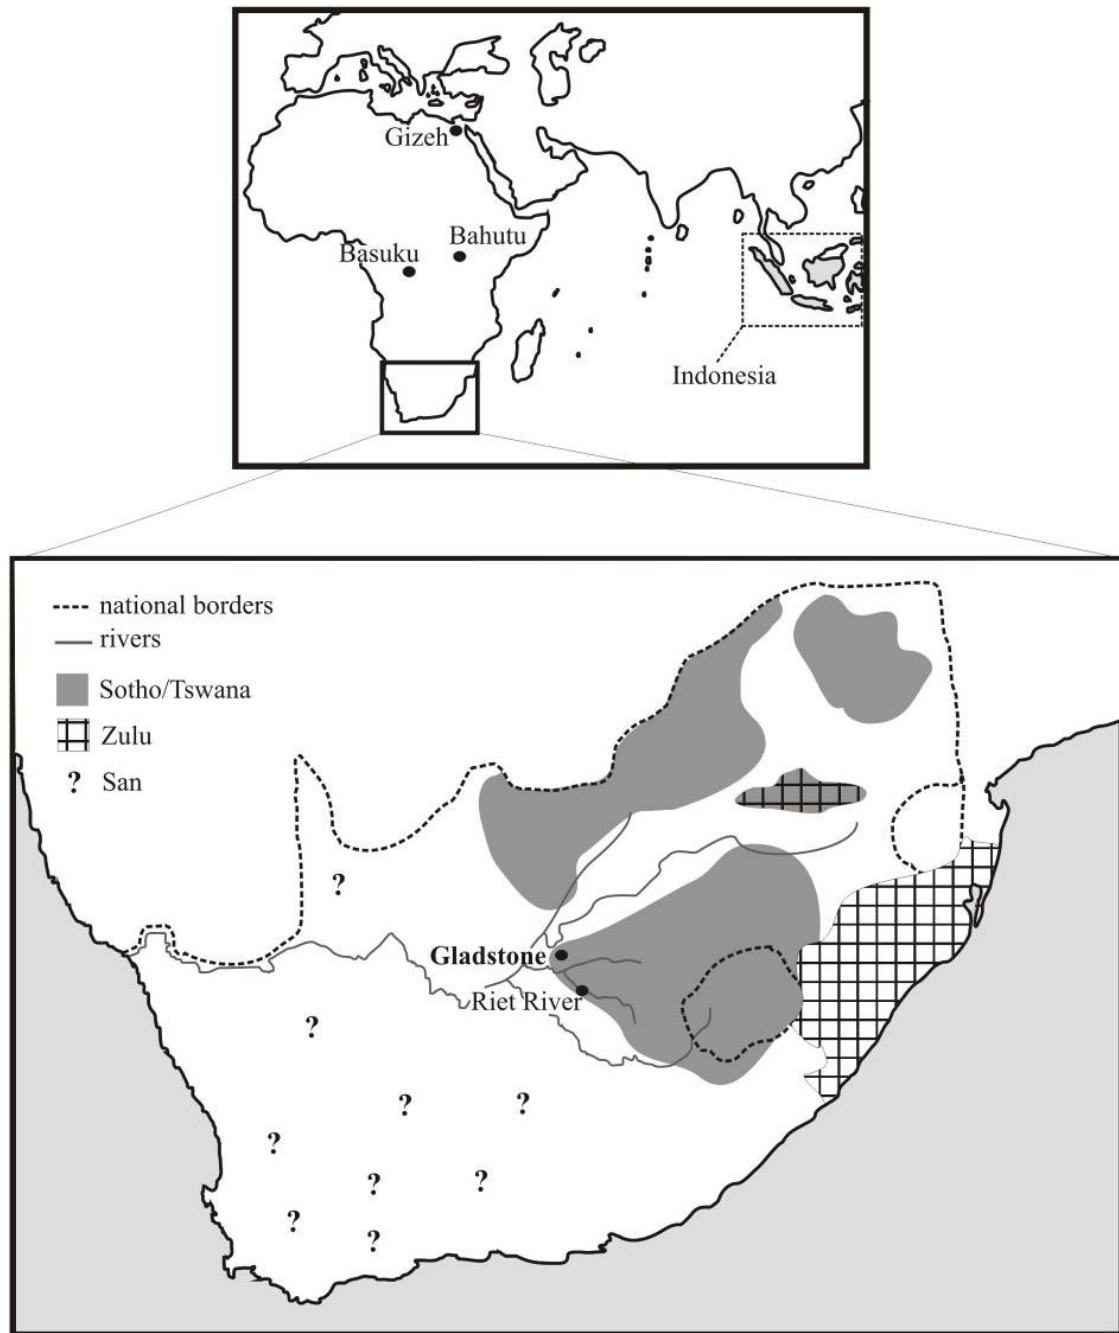 Gizeh
Bahutu
Basuku
Indonesia
national borders
rivers
Sotho/Tswana
Zulu
? San
?
Gladstone
Riet River
?
?
?
?
?
?
?
?